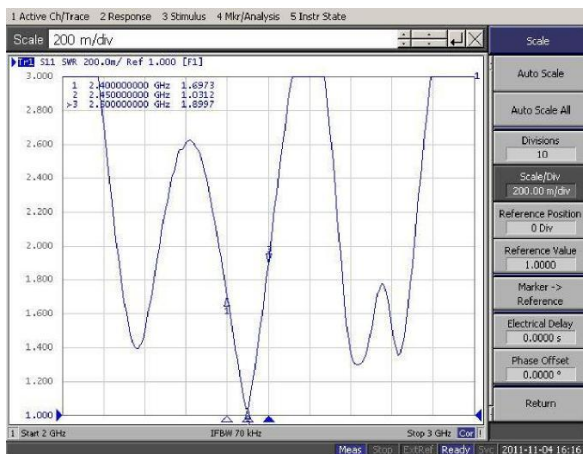 1 Active Ch/Trace 2 Response 3 Stimulus 4 Mkr/Analysis 5 Instr State
Scale 200 m/div
Scale
Tr1 S11 SWR 200.0m/ Ref 1.000 [F1]
3.000
1
1 2.400000000 GHz 1.6973
2 2.450000000 GHz 1.0312
>3 2.500000000 GHz 1.8997
2.800
2.600
2.400
2.200
2.000
1.800
1.600
1.400
1.200
1.000
Auto Scale
Auto Scale All
Divisions
10
Scale/Div
200.00 m/div
Reference Position
0 Div
Reference Value
1.0000
Marker ->
Reference
Electrical Delay
0.0000 s
Phase Offset
0.0000 °
Return
1 Start 2 GHz IFBW 70 kHz Stop 3 GHz Cor !
Meas Stop ExtRef Ready Svc 2011-11-04 16:16